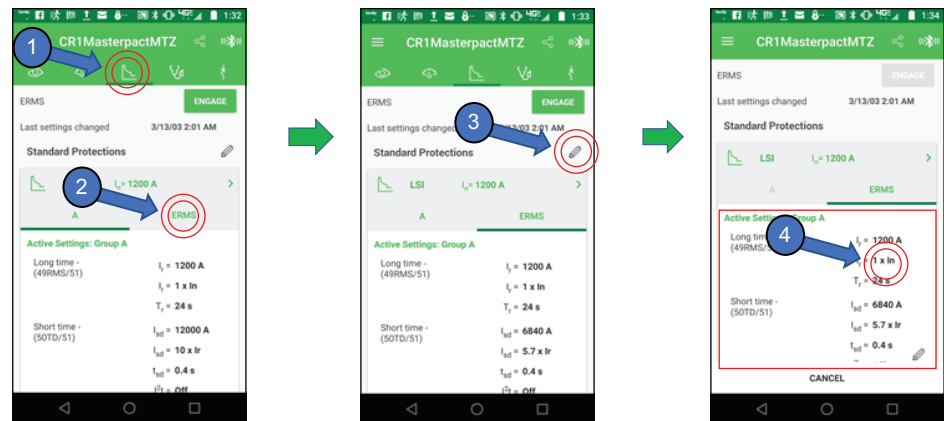 1:32
CR1MasterpactMTZ
1
ERMS
ENGAGE
Last settings changed
3/13/03 2:01 AM
Standard Protections
2
In= 1200 A
A
ERMS
Active Settings: Group A
Long time -
(49RMS/51)
Ir = 1200 A
Ir = 1 x In
Tr = 24 s
Short time -
(50TD/51)
Isd = 12000 A
Isd = 10 x Ir
tsd = 0.4 s
I²t = Off
1:33
CR1MasterpactMTZ
ERMS
ENGAGE
Last settings changed
3
3/13/03 2:01 AM
Standard Protections
LSI
In= 1200 A
A
ERMS
Active Settings: Group A
Long time -
(49RMS/51)
Ir = 1200 A
Ir = 1 x In
Tr = 24 s
Short time -
(50TD/51)
Isd = 6840 A
Isd = 5.7 x Ir
tsd = 0.4 s
I²t = Off
1:34
CR1MasterpactMTZ
ERMS
ENGAGE
Last settings changed
3/13/03 2:01 AM
Standard Protections
LSI
In= 1200 A
A
ERMS
Active Settings: Group A
4
Long time -
(49RMS/51)
Ir = 1200 A
= 1 x In
Tr = 24 s
Short time -
(50TD/51)
Isd = 6840 A
Isd = 5.7 x Ir
tsd = 0.4 s
CANCEL